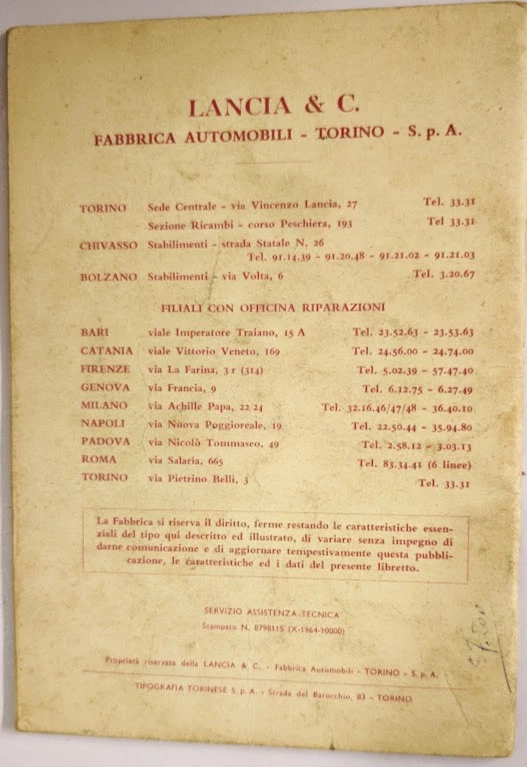 LANCIA & C.
FABBRICA AUTOMOBILI - TORINO - S. p. A.
TORINO Sede Centrale - via Vincenzo Lancia, 27 Tel. 33.31
Sezione Ricambi - corso Peschiera, 193 Tel 33.31
CHIVASSO Stabilimenti - strada Statale N. 26
Tel. 91.14.39 - 91.20.48 - 91.21.02 - 91.21.03
BOLZANO Stabilimenti - via Volta, 6 Tel. 3.20.67
FILIALI CON OFFICINA RIPARAZIONI
BARI viale Imperatore Traiano, 15 A Tel. 23.52.63 - 23.53.63
CATANIA viale Vittorio Veneto, 169 Tel. 24.56.00 - 24.74.00
FIRENZE via La Farina, 3 r (314) Tel. 5.02.39 - 57.47.40
GENOVA via Francia, 9 Tel. 6.12.75 - 6.27.49
MILANO via Achille Papa, 22/24 Tel. 32.16.46/47/48 - 36.40.10
NAPOLI via Nuova Poggioreale, 19 Tel. 22.50.44 - 35.94.80
PADOVA via Nicolò Tommaseo, 49 Tel. 2.58.12 - 3.03.13
ROMA via Salaria, 665 Tel. 83.34.41 (6 linee)
TORINO via Pietrino Belli, 3 Tel. 33.31
La Fabbrica si riserva il diritto, ferme restando le caratteristiche essen-
ziali del tipo qui descritto ed illustrato, di variare senza impegno di
darne comunicazione e di aggiornare tempestivamente questa pubbli-
cazione, le caratteristiche ed i dati del presente libretto.
SERVIZIO ASSISTENZA TECNICA
Stampato N. 8798115 (X-1964-10000)
Proprietà riservata della LANCIA & C. - Fabbrica Automobili - TORINO - S. p. A.
TIPOGRAFIA TORINESE S. p. A. - Strada del Barocchio, 83 - TORINO